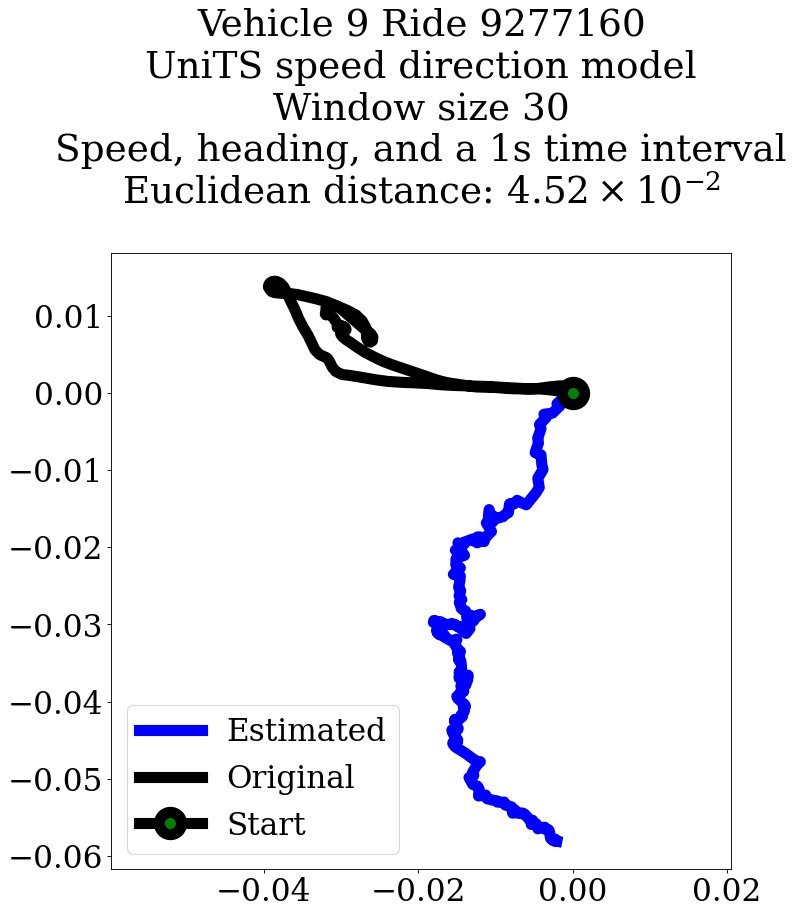 Vehicle 9 Ride 9277160
UniTS speed direction model
Window size 30
Speed, heading, and a 1s time interval
Euclidean distance: 4.52 × 10⁻²
0.01
0.00
−0.01
−0.02
−0.03
−0.04
−0.05
−0.06
Estimated
Original
Start
−0.04 −0.02 0.00 0.02